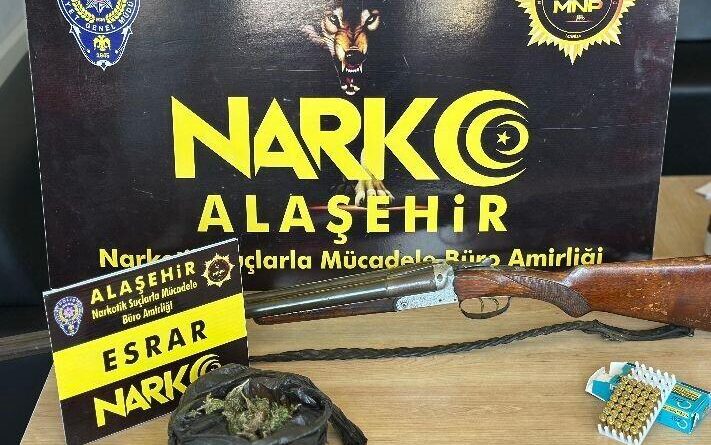 MNP
NARKO
ALAŞEHİR
Narkotik Suçlarla Mücadele Büro Amirliği
ALAŞEHİR
Narkotik Suçlarla Mücadele
Büro Amirliği
ESRAR
NARKO